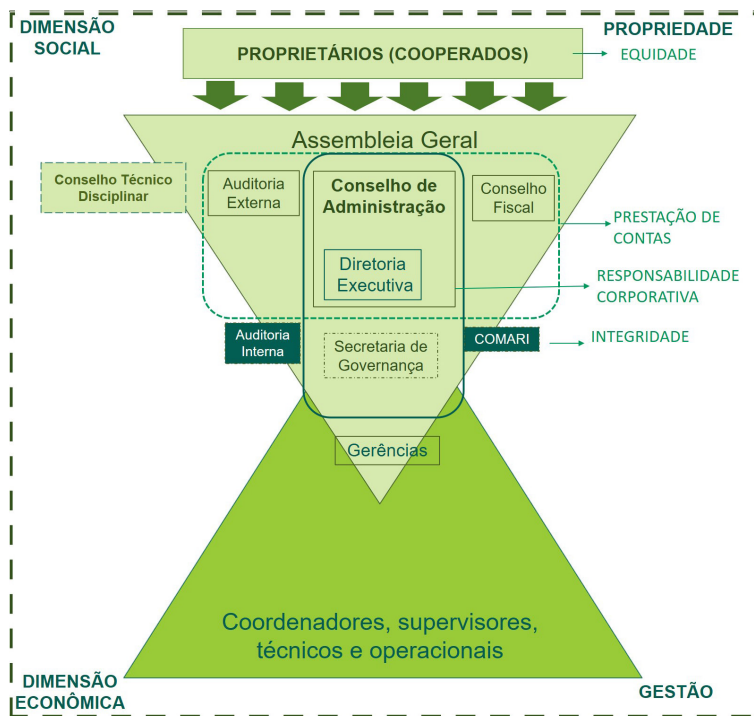 DIMENSÃO
SOCIAL
PROPRIETÁRIOS (COOPERADOS)
PROPRIEDADE
EQUIDADE
Assembleia Geral
Conselho Técnico
Disciplinar
Auditoria
Externa
Conselho de
Administração
Conselho
Fiscal
PRESTAÇÃO DE
CONTAS
Diretoria
Executiva
RESPONSABILIDADE
CORPORATIVA
Auditoria
Interna
Secretaria de
Governança
COMARI
INTEGRIDADE
Gerências
Coordenadores, supervisores,
técnicos e operacionais
DIMENSÃO
ECONÔMICA
GESTÃO